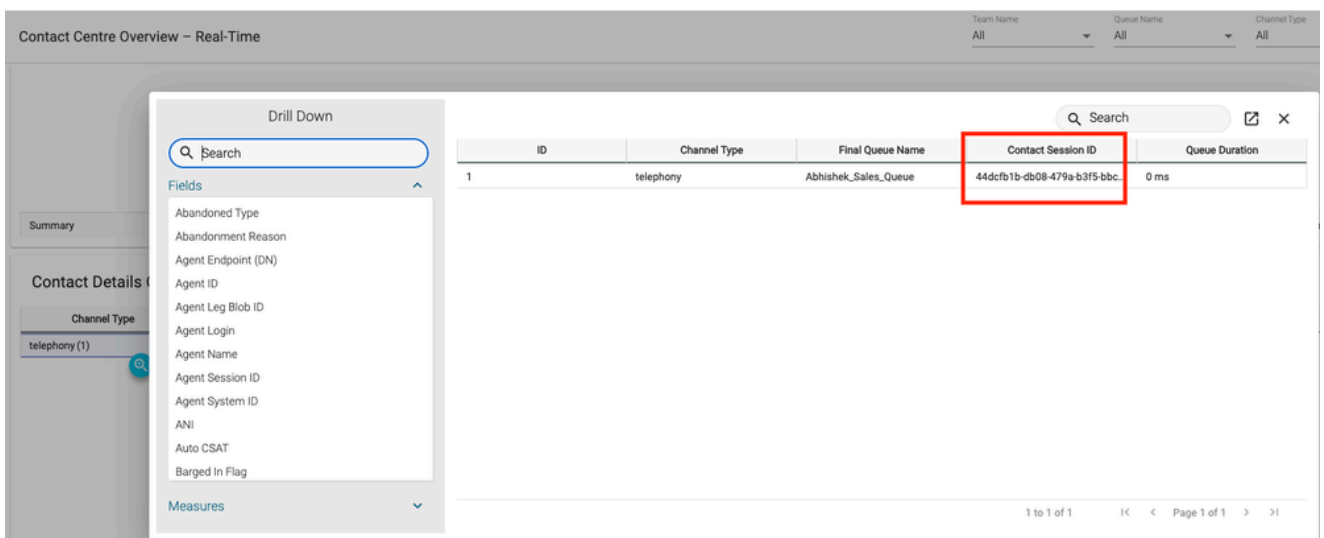 Team Name
Queue Name
Channel Type
Contact Centre Overview – Real-Time
All
All
All
Drill Down
Search
Fields
Abandoned Type
Abandonment Reason
Agent Endpoint (DN)
Agent ID
Agent Leg Blob ID
Agent Login
Agent Name
Agent Session ID
Agent System ID
ANI
Auto CSAT
Barged In Flag
Measures
Search
ID Channel Type Final Queue Name Contact Session ID Queue Duration
1 telephony Abhishek_Sales_Queue 44dcfb1b-db08-479a-b3f5-bbc... 0 ms
1 to 1 of 1 Page 1 of 1
Summary
Contact Details
Channel Type
telephony (1)